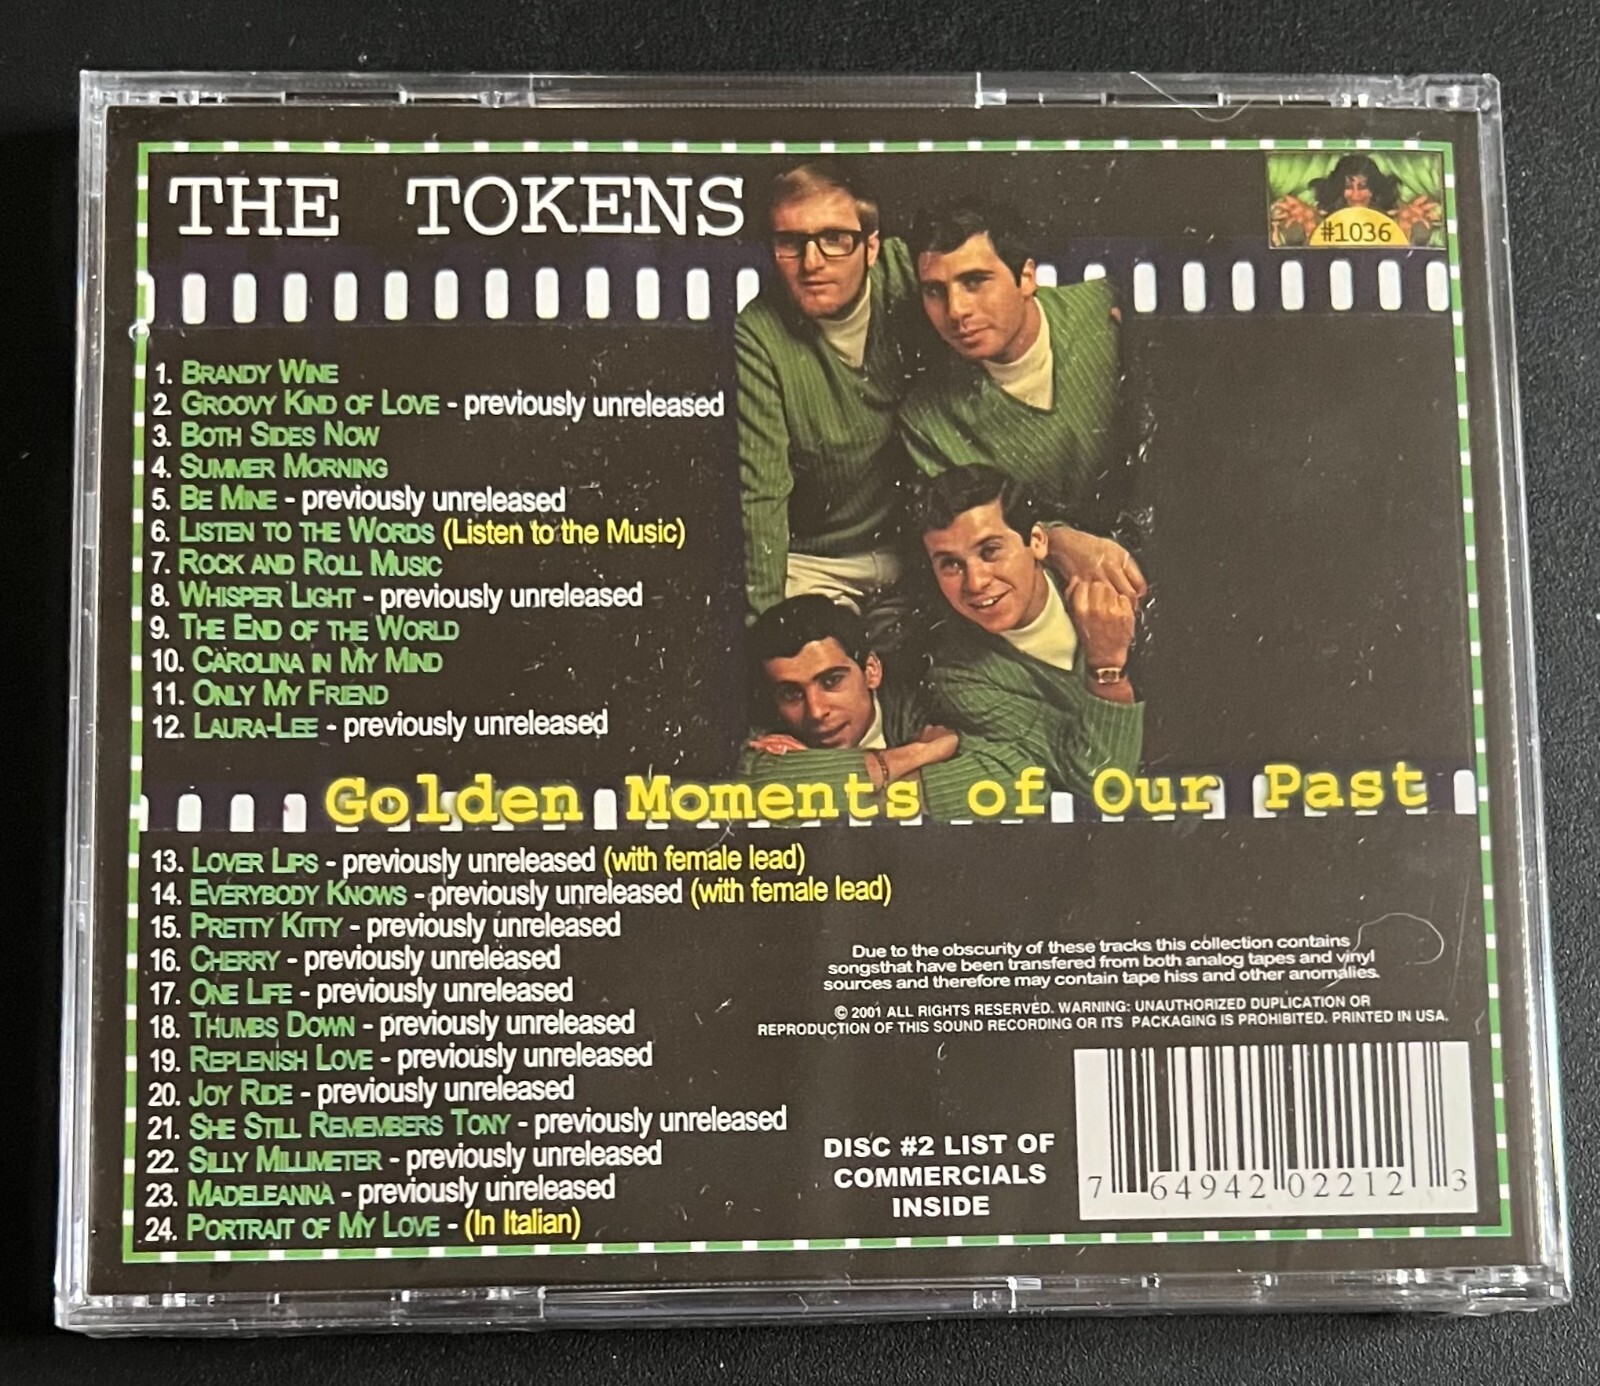 THE TOKENS
#1036
1. BRANDY WINE
2. GROOVY KIND OF LOVE - previously unreleased
3. BOTH SIDES NOW
4. SUMMER MORNING
5. BE MINE - previously unreleased
6. LISTEN TO THE WORDS (Listen to the Music)
7. ROCK AND ROLL MUSIC
8. WHISPER LIGHT - previously unreleased
9. THE END OF THE WORLD
10. CAROLINA IN MY MIND
11. ONLY MY FRIEND
12. LAURA-LEE - previously unreleased
Golden Moments of Our Past
13. LOVER LIPS - previously unreleased (with female lead)
14. EVERYBODY KNOWS - previously unreleased (with female lead)
15. PRETTY KITTY - previously unreleased
16. CHERRY - previously unreleased
17. ONE LIFE - previously unreleased
18. THUMBS DOWN - previously unreleased
19. REPLENISH LOVE - previously unreleased
20. JOY RIDE - previously unreleased
21. SHE STILL REMEMBERS TONY - previously unreleased
22. SILLY MILLIMETER - previously unreleased
23. MADELEANNA - previously unreleased
24. PORTRAIT OF MY LOVE - (In Italian)
Due to the obscurity of these tracks this collection contains
songsthat have been transfered from both analog tapes and vinyl
sources and therefore may contain tape hiss and other anomalies.
© 2001 ALL RIGHTS RESERVED. WARNING: UNAUTHORIZED DUPLICATION OR
REPRODUCTION OF THIS SOUND RECORDING OR ITS PACKAGING IS PROHIBITED. PRINTED IN USA.
DISC #2 LIST OF
COMMERCIALS
INSIDE
7 64942 02212 3